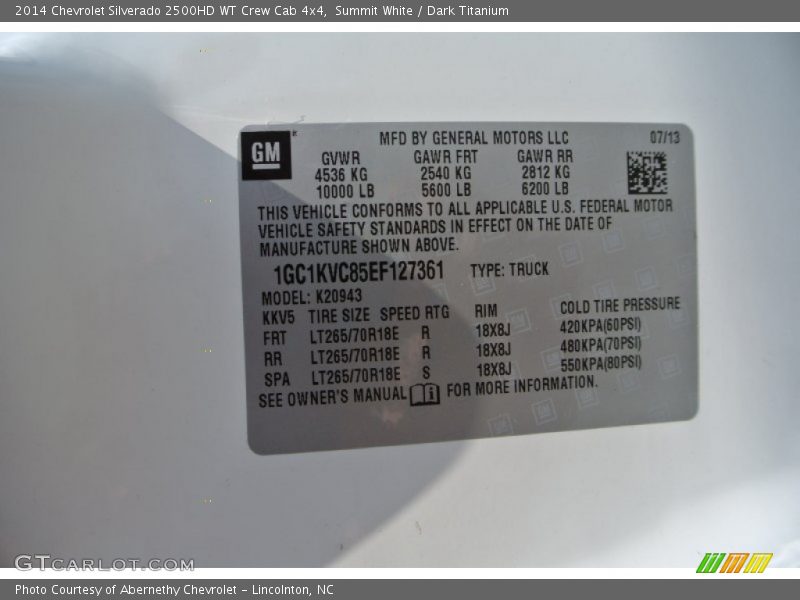 2014 Chevrolet Silverado 2500HD WT Crew Cab 4x4,  Summit White / Dark Titanium
GM
MFD BY GENERAL MOTORS LLC 07/13
GVWR GAWR FRT GAWR RR
4536 KG 2540 KG 2812 KG
10000 LB 5600 LB 6200 LB
THIS VEHICLE CONFORMS TO ALL APPLICABLE U.S. FEDERAL MOTOR
VEHICLE SAFETY STANDARDS IN EFFECT ON THE DATE OF
MANUFACTURE SHOWN ABOVE.
1GC1KVC85EF127361 TYPE: TRUCK
MODEL: K20943
KKV5 TIRE SIZE SPEED RTG RIM COLD TIRE PRESSURE
FRT LT265/70R18E R 18X8J 420KPA(60PSI)
RR LT265/70R18E R 18X8J 480KPA(70PSI)
SPA LT265/70R18E S 18X8J 550KPA(80PSI)
SEE OWNER'S MANUAL FOR MORE INFORMATION.
GTCARLOT.COM
Photo Courtesy of Abernethy Chevrolet - Lincolnton, NC